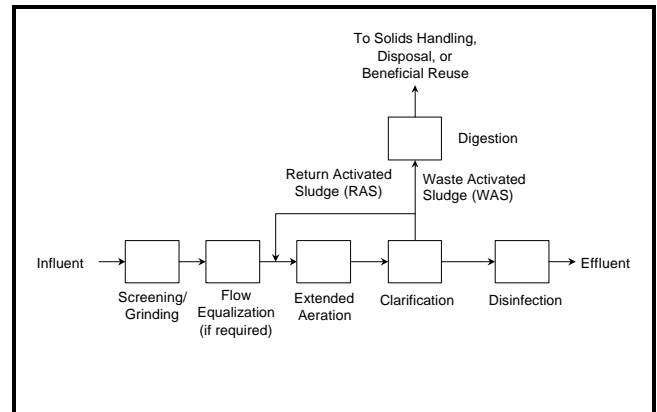 To Solids Handling,
Disposal, or
Beneficial Reuse
Digestion
Return Activated
Sludge (RAS)
Waste Activated
Sludge (WAS)
Influent
Effluent
Screening/
Grinding
Flow
Equalization
(if required)
Extended
Aeration
Clarification
Disinfection